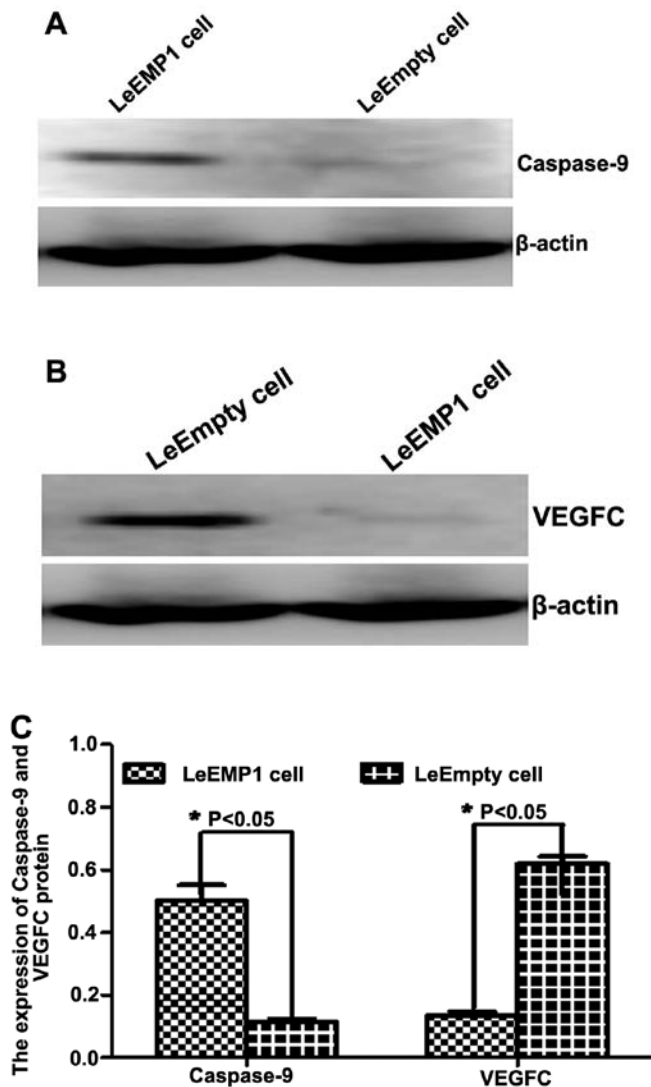 A
LeEMP1 cell LeEmpty cell
Caspase-9
β-actin
B
LeEmpty cell LeEMP1 cell
VEGFC
β-actin
C
The expression of Caspase-9 and
VEGFC protein
1.0
0.8
0.6
0.4
0.2
0.0
LeEMP1 cell LeEmpty cell
* P<0.05 * P<0.05
Caspase-9 VEGFC